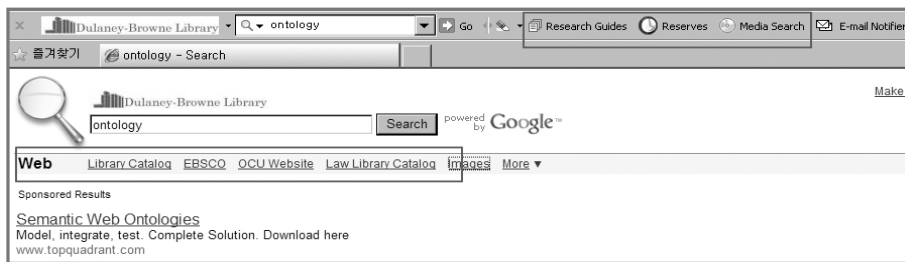 Dulaney-Browne Library ontology Go Research Guides Reserves Media Search E-mail Notifier
즐겨찾기 ontology - Search
Make
Dulaney-Browne Library
ontology Search powered by Google™
Web Library Catalog EBSCO OCU Website Law Library Catalog Images More ▼
Sponsored Results
Semantic Web Ontologies
Model, integrate, test. Complete Solution. Download here
www.topquadrant.com